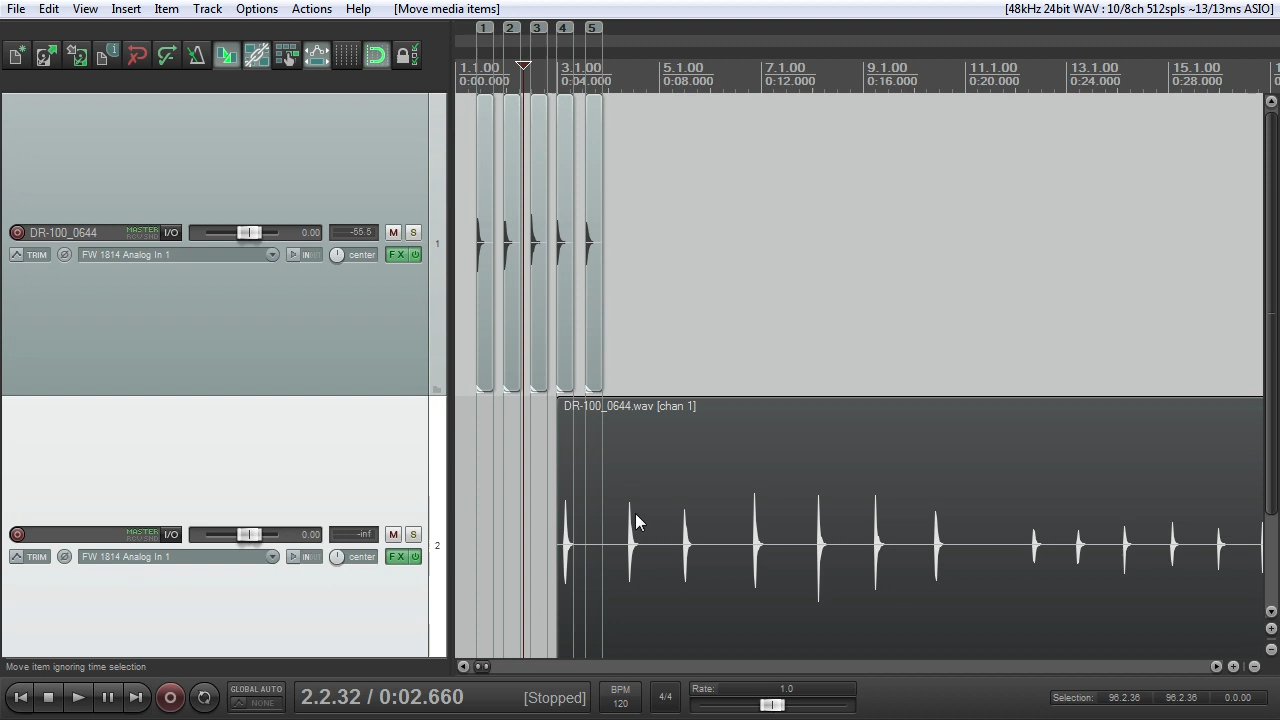 File Edit View Insert Item Track Options Actions Help [Move media items] [48kHz 24bit WAV : 10/8ch 512spls ~13/13ms ASIO]
1 2 3 4 5
1.1.00 3.1.00 5.1.00 7.1.00 9.1.00 11.1.00 13.1.00 15.1.00
0:00.000 0:04.000 0:08.000 0:12.000 0:16.000 0:20.000 0:24.000 0:28.000
DR-100_0644 MASTER I/O 0.00 -55.5 M S
TRIM FW 1814 Analog In 1 IN center FX
1
DR-100_0644.wav [chan 1]
MASTER I/O 0.00 -inf M S
TRIM FW 1814 Analog In 1 IN center FX
2
Move item ignoring time selection
GLOBAL AUTO
NONE
2.2.32 / 0:02.660 [Stopped]
BPM
120
4/4
Rate: 1.0
Selection: 96.2.36 96.2.36 0.0.00